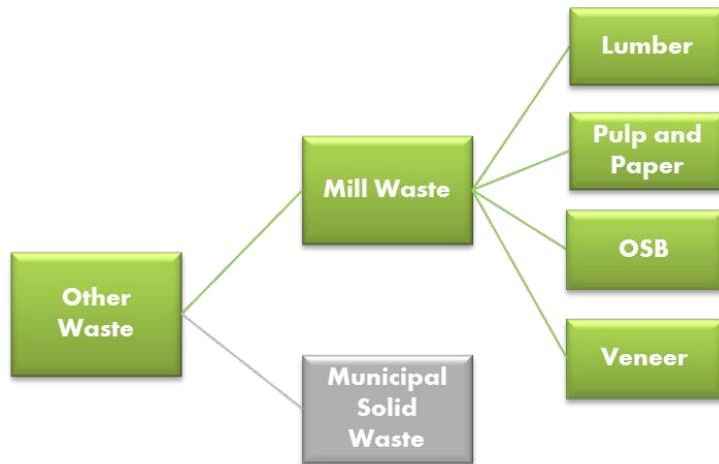 Other
Waste
Mill Waste
Municipal
Solid
Waste
Lumber
Pulp and
Paper
OSB
Veneer